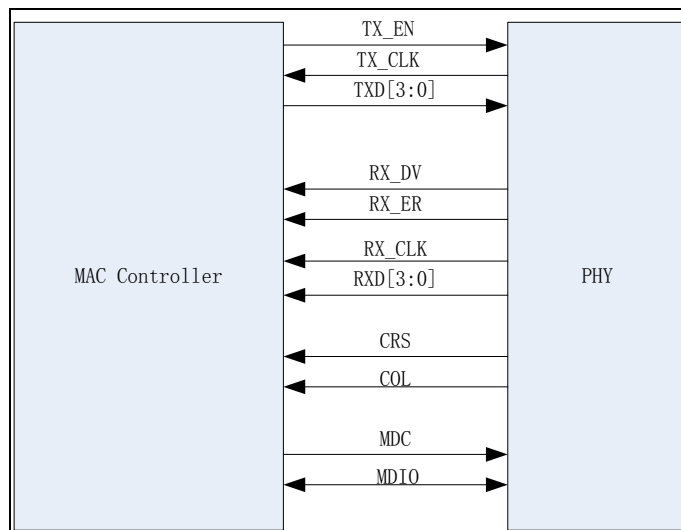 TX_EN
TX_CLK
TXD[3:0]
RX_DV
RX_ER
RX_CLK
MAC Controller
RXD[3:0]
PHY
CRS
COL
MDC
MDIO